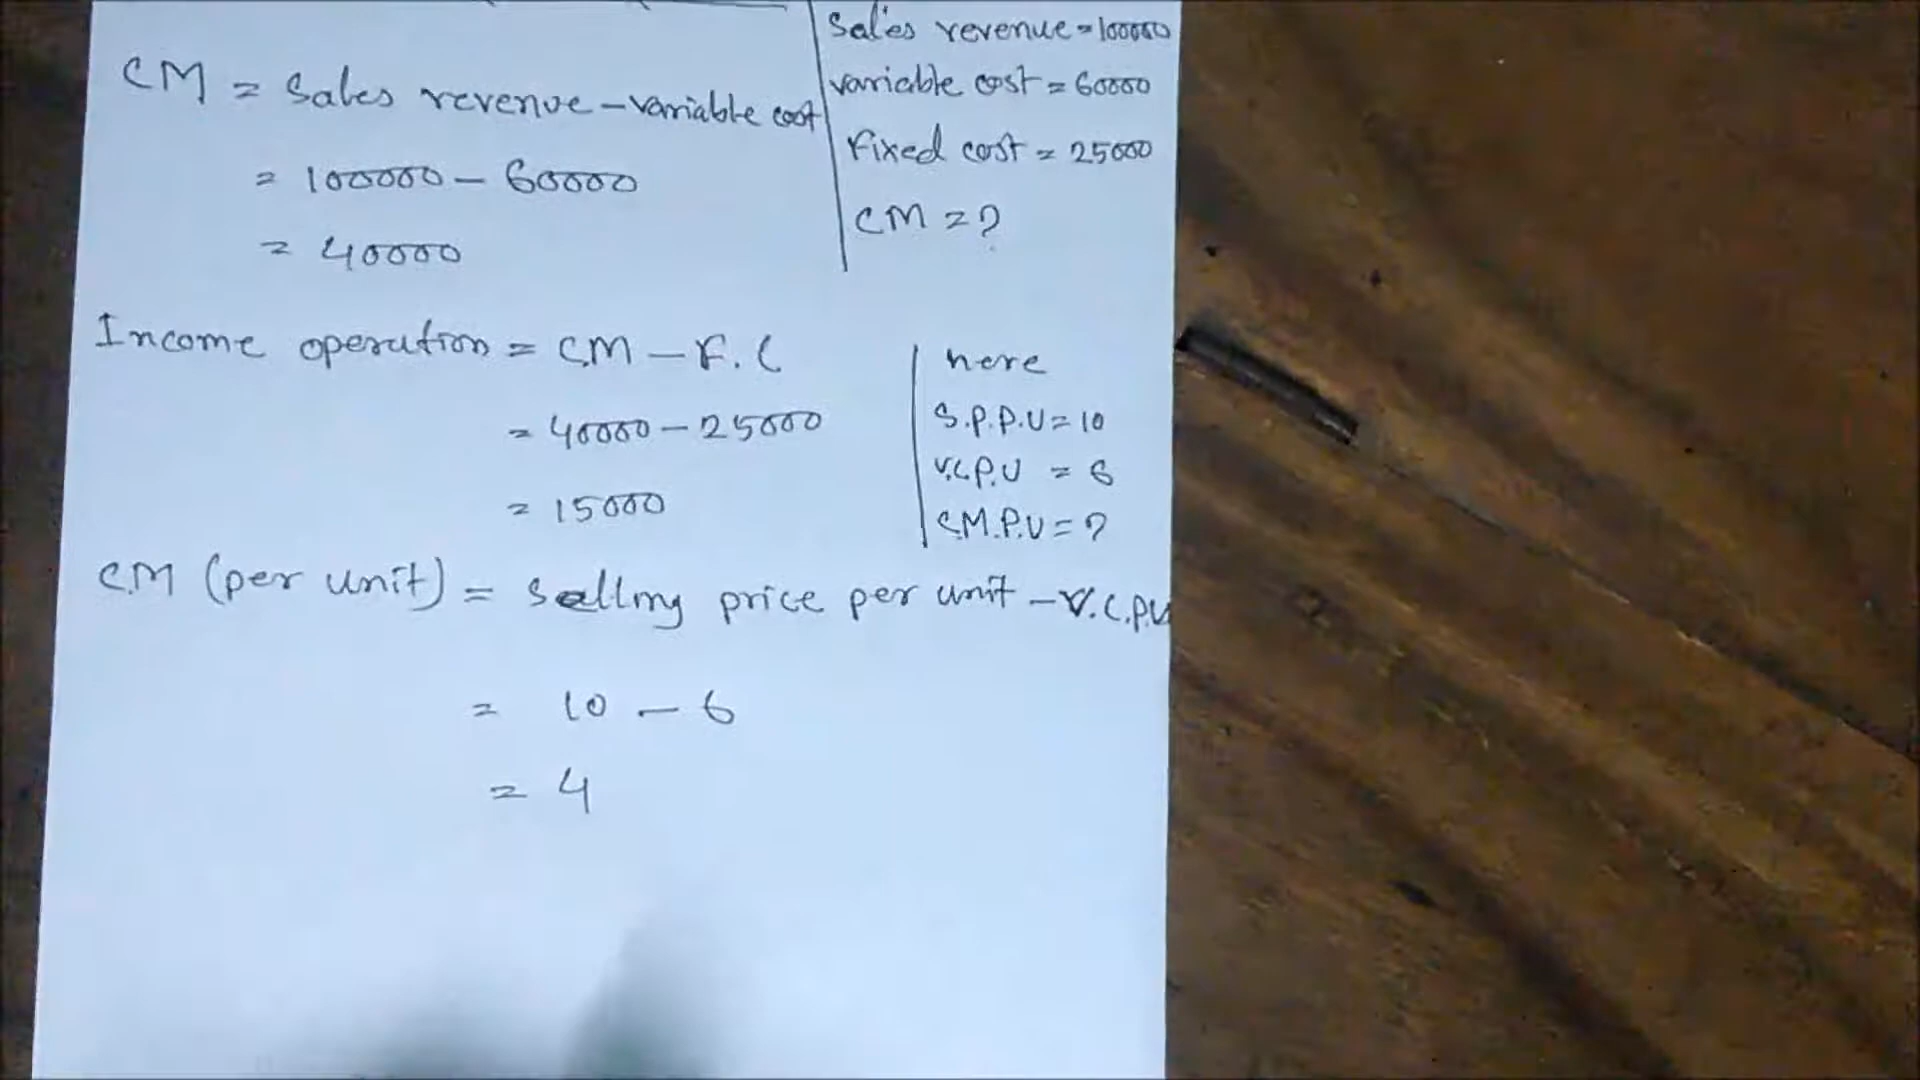 CM = Sales revenue - variable cost
= 100000 - 60000
= 40000
Sales revenue = 100000
variable cost = 60000
Fixed cost = 25000
CM = ?
Income operation = C.M - F.C
= 40000 - 25000
= 15000
here
S.P.P.U = 10
V.C.P.U = 6
C.M.P.U = ?
C.M (per unit) = Selling price per unit - V.C.P.U
= 10 - 6
= 4